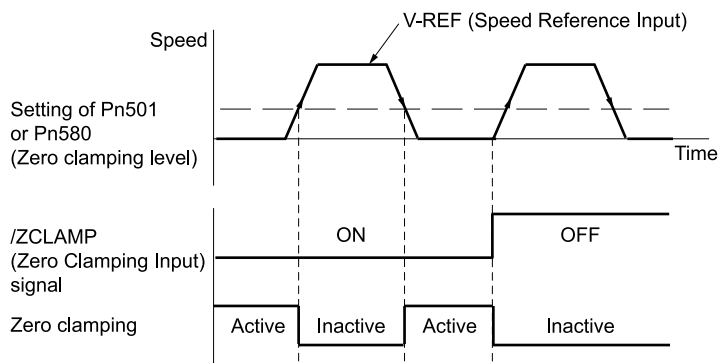 V-REF (Speed Reference Input)
Speed
Setting of Pn501
or Pn580
(Zero clamping level)
Time
/ZCLAMP
(Zero Clamping Input)
signal
ON
OFF
Zero clamping
Active
Inactive
Active
Inactive